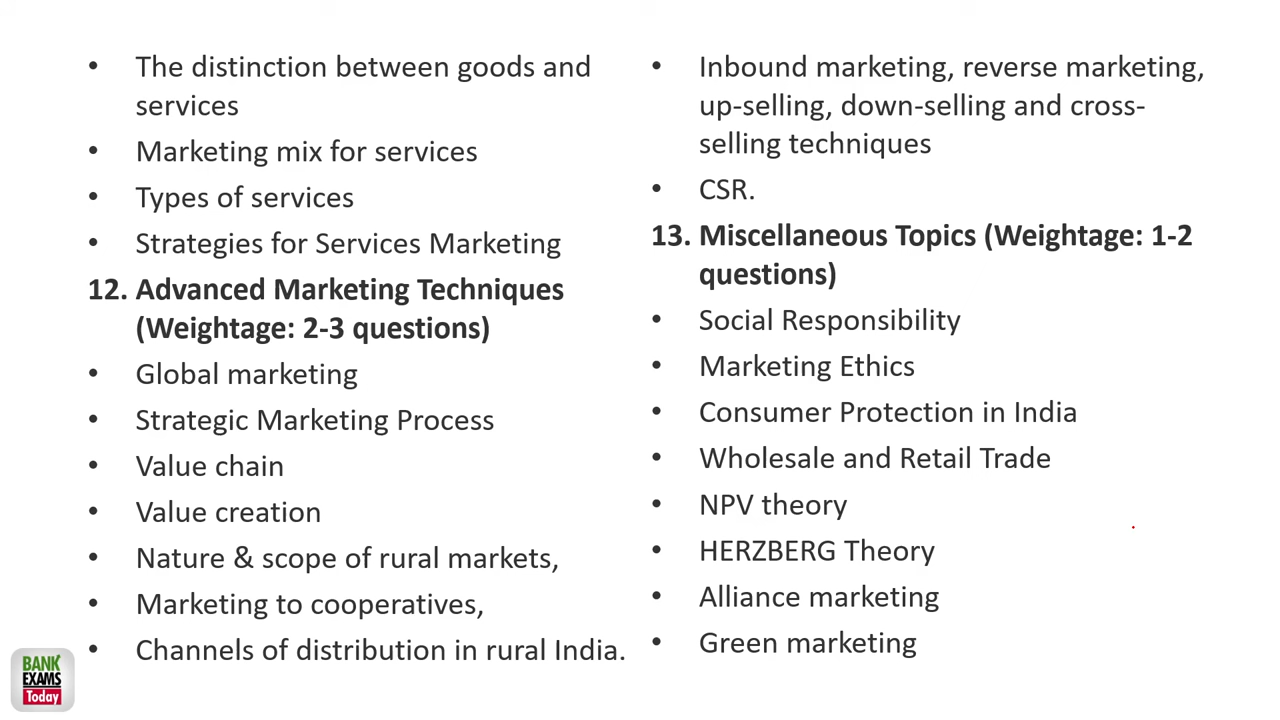 • The distinction between goods and
services
• Marketing mix for services
• Types of services
• Strategies for Services Marketing
12. Advanced Marketing Techniques
(Weightage: 2-3 questions)
• Global marketing
• Strategic Marketing Process
• Value chain
• Value creation
• Nature & scope of rural markets,
• Marketing to cooperatives,
• Channels of distribution in rural India.
• Inbound marketing, reverse marketing,
up-selling, down-selling and cross-
selling techniques
• CSR.
13. Miscellaneous Topics (Weightage: 1-2
questions)
• Social Responsibility
• Marketing Ethics
• Consumer Protection in India
• Wholesale and Retail Trade
• NPV theory
• HERZBERG Theory
• Alliance marketing
• Green marketing
BANK
EXAMS
Today